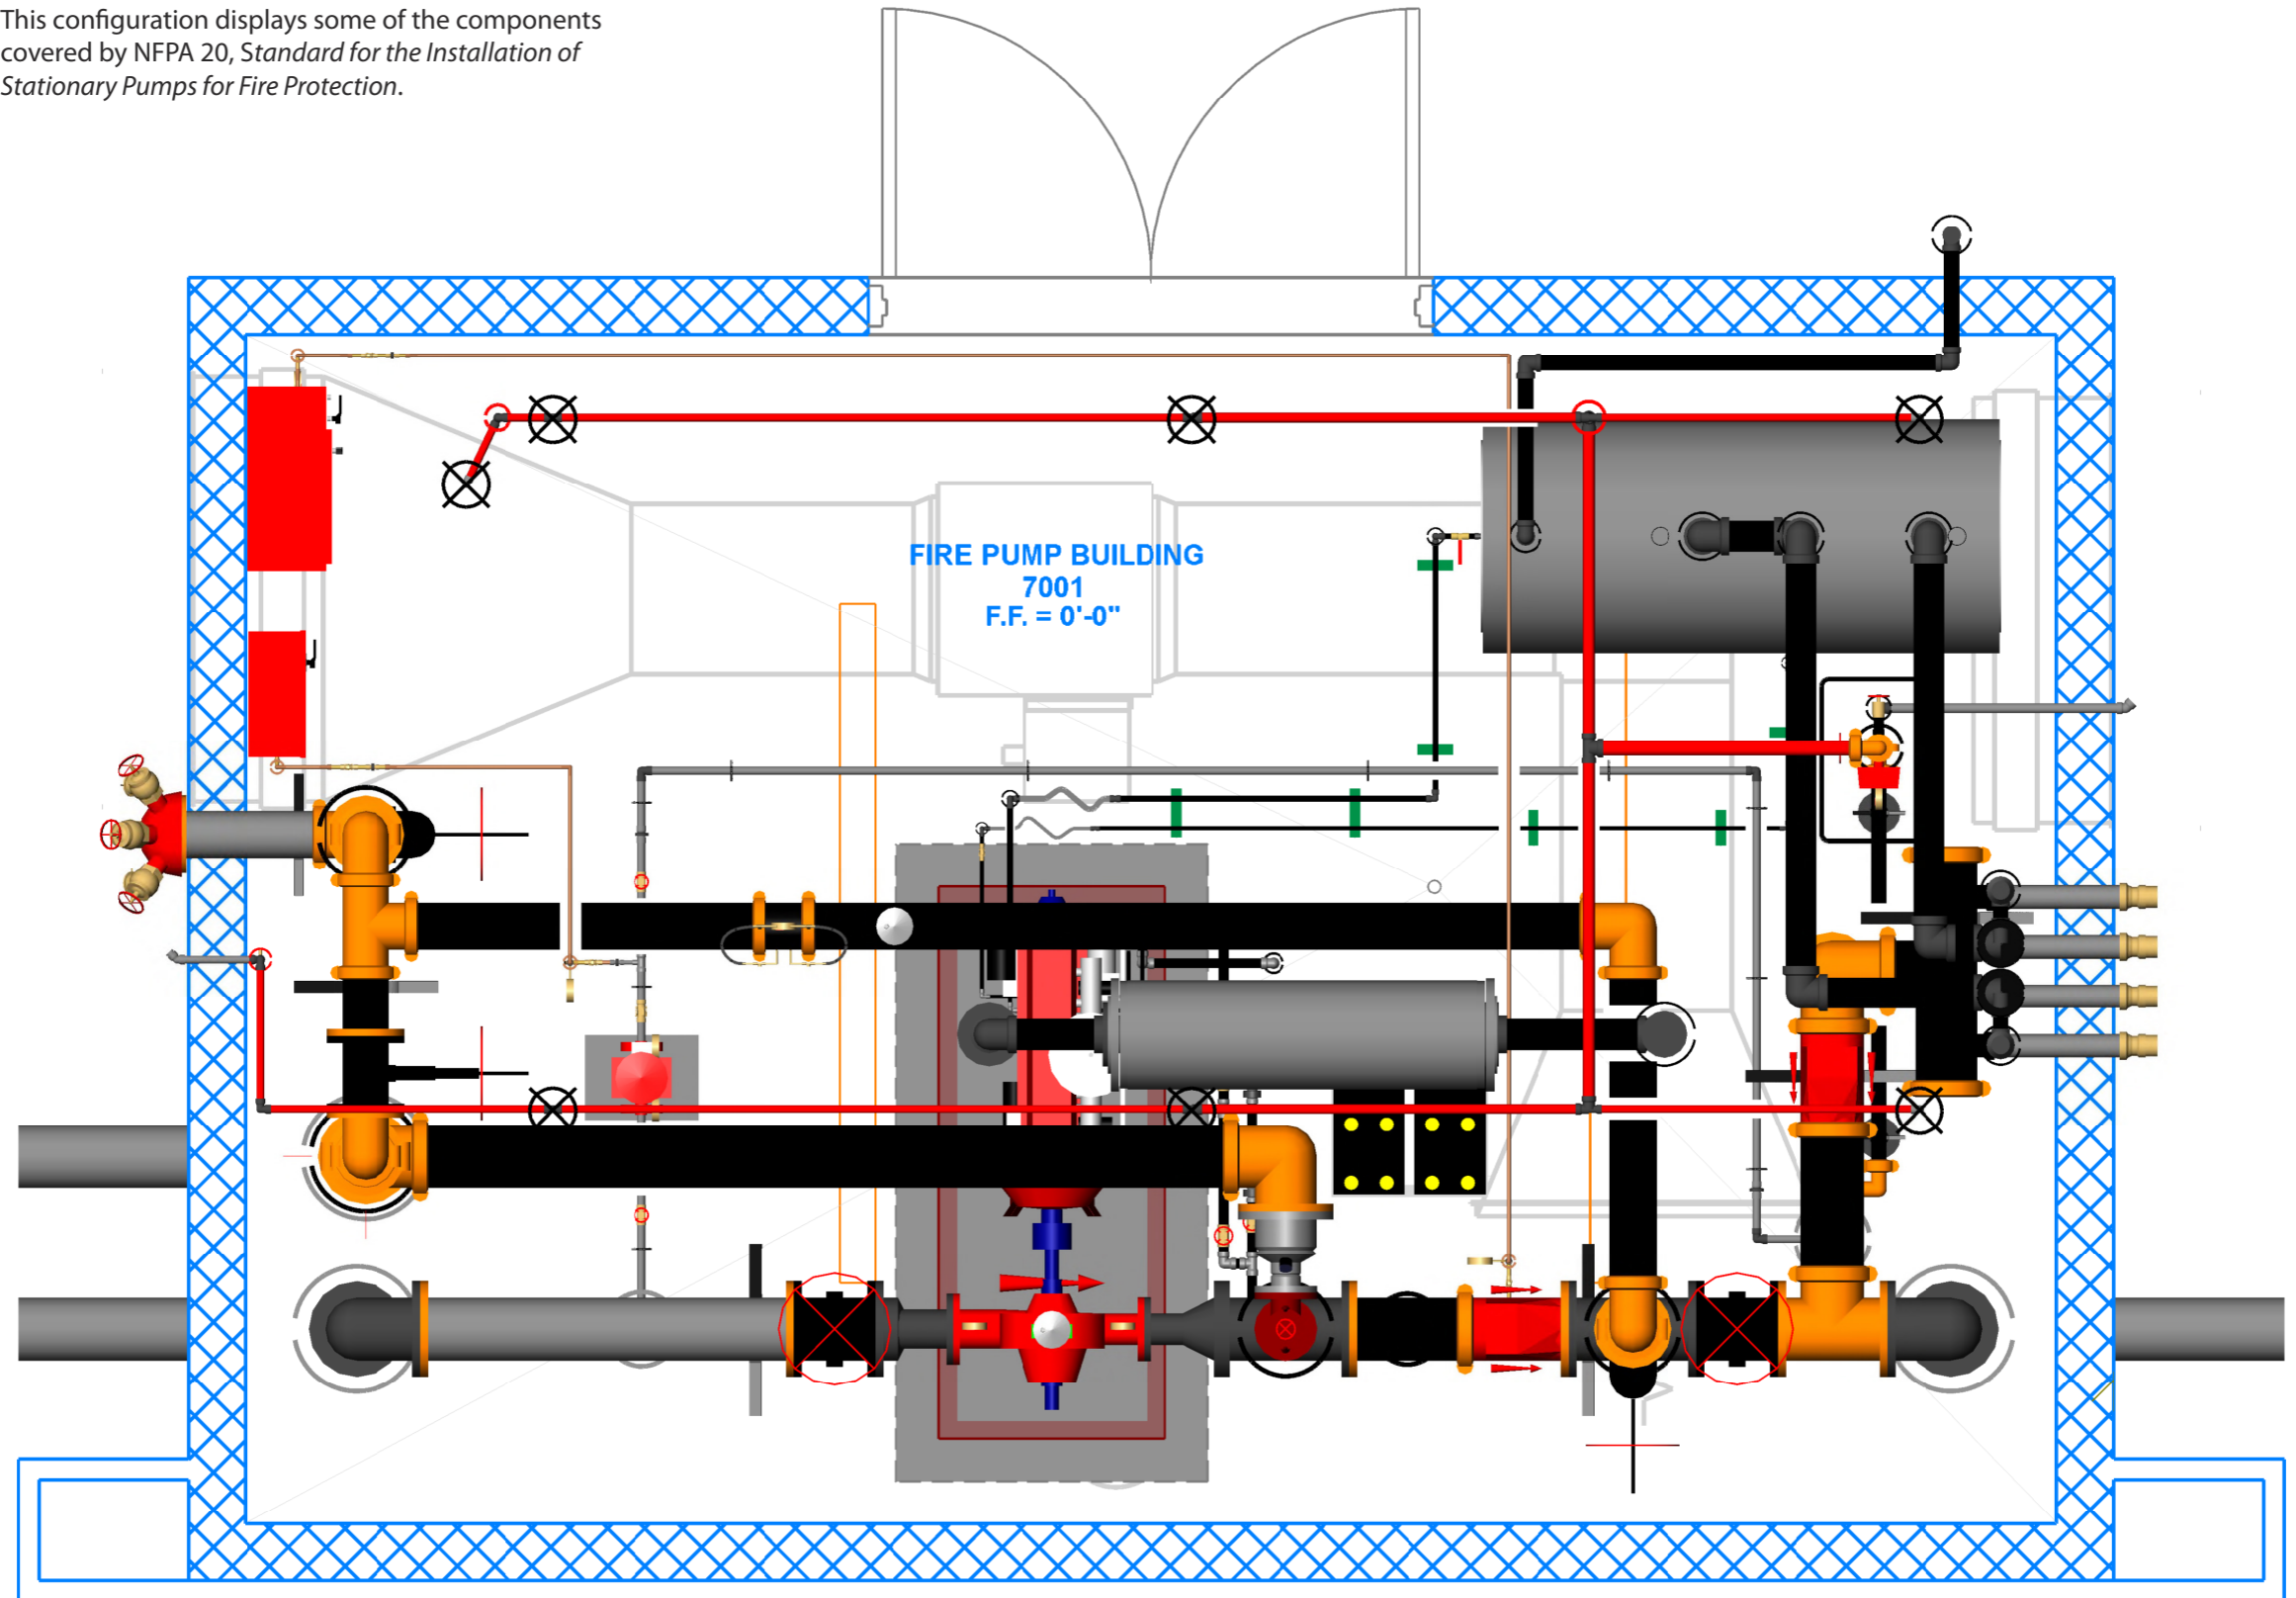 This configuration displays some of the components
covered by NFPA 20, Standard for the Installation of
Stationary Pumps for Fire Protection.
FIRE PUMP BUILDING
7001
F.F. = 0'-0"